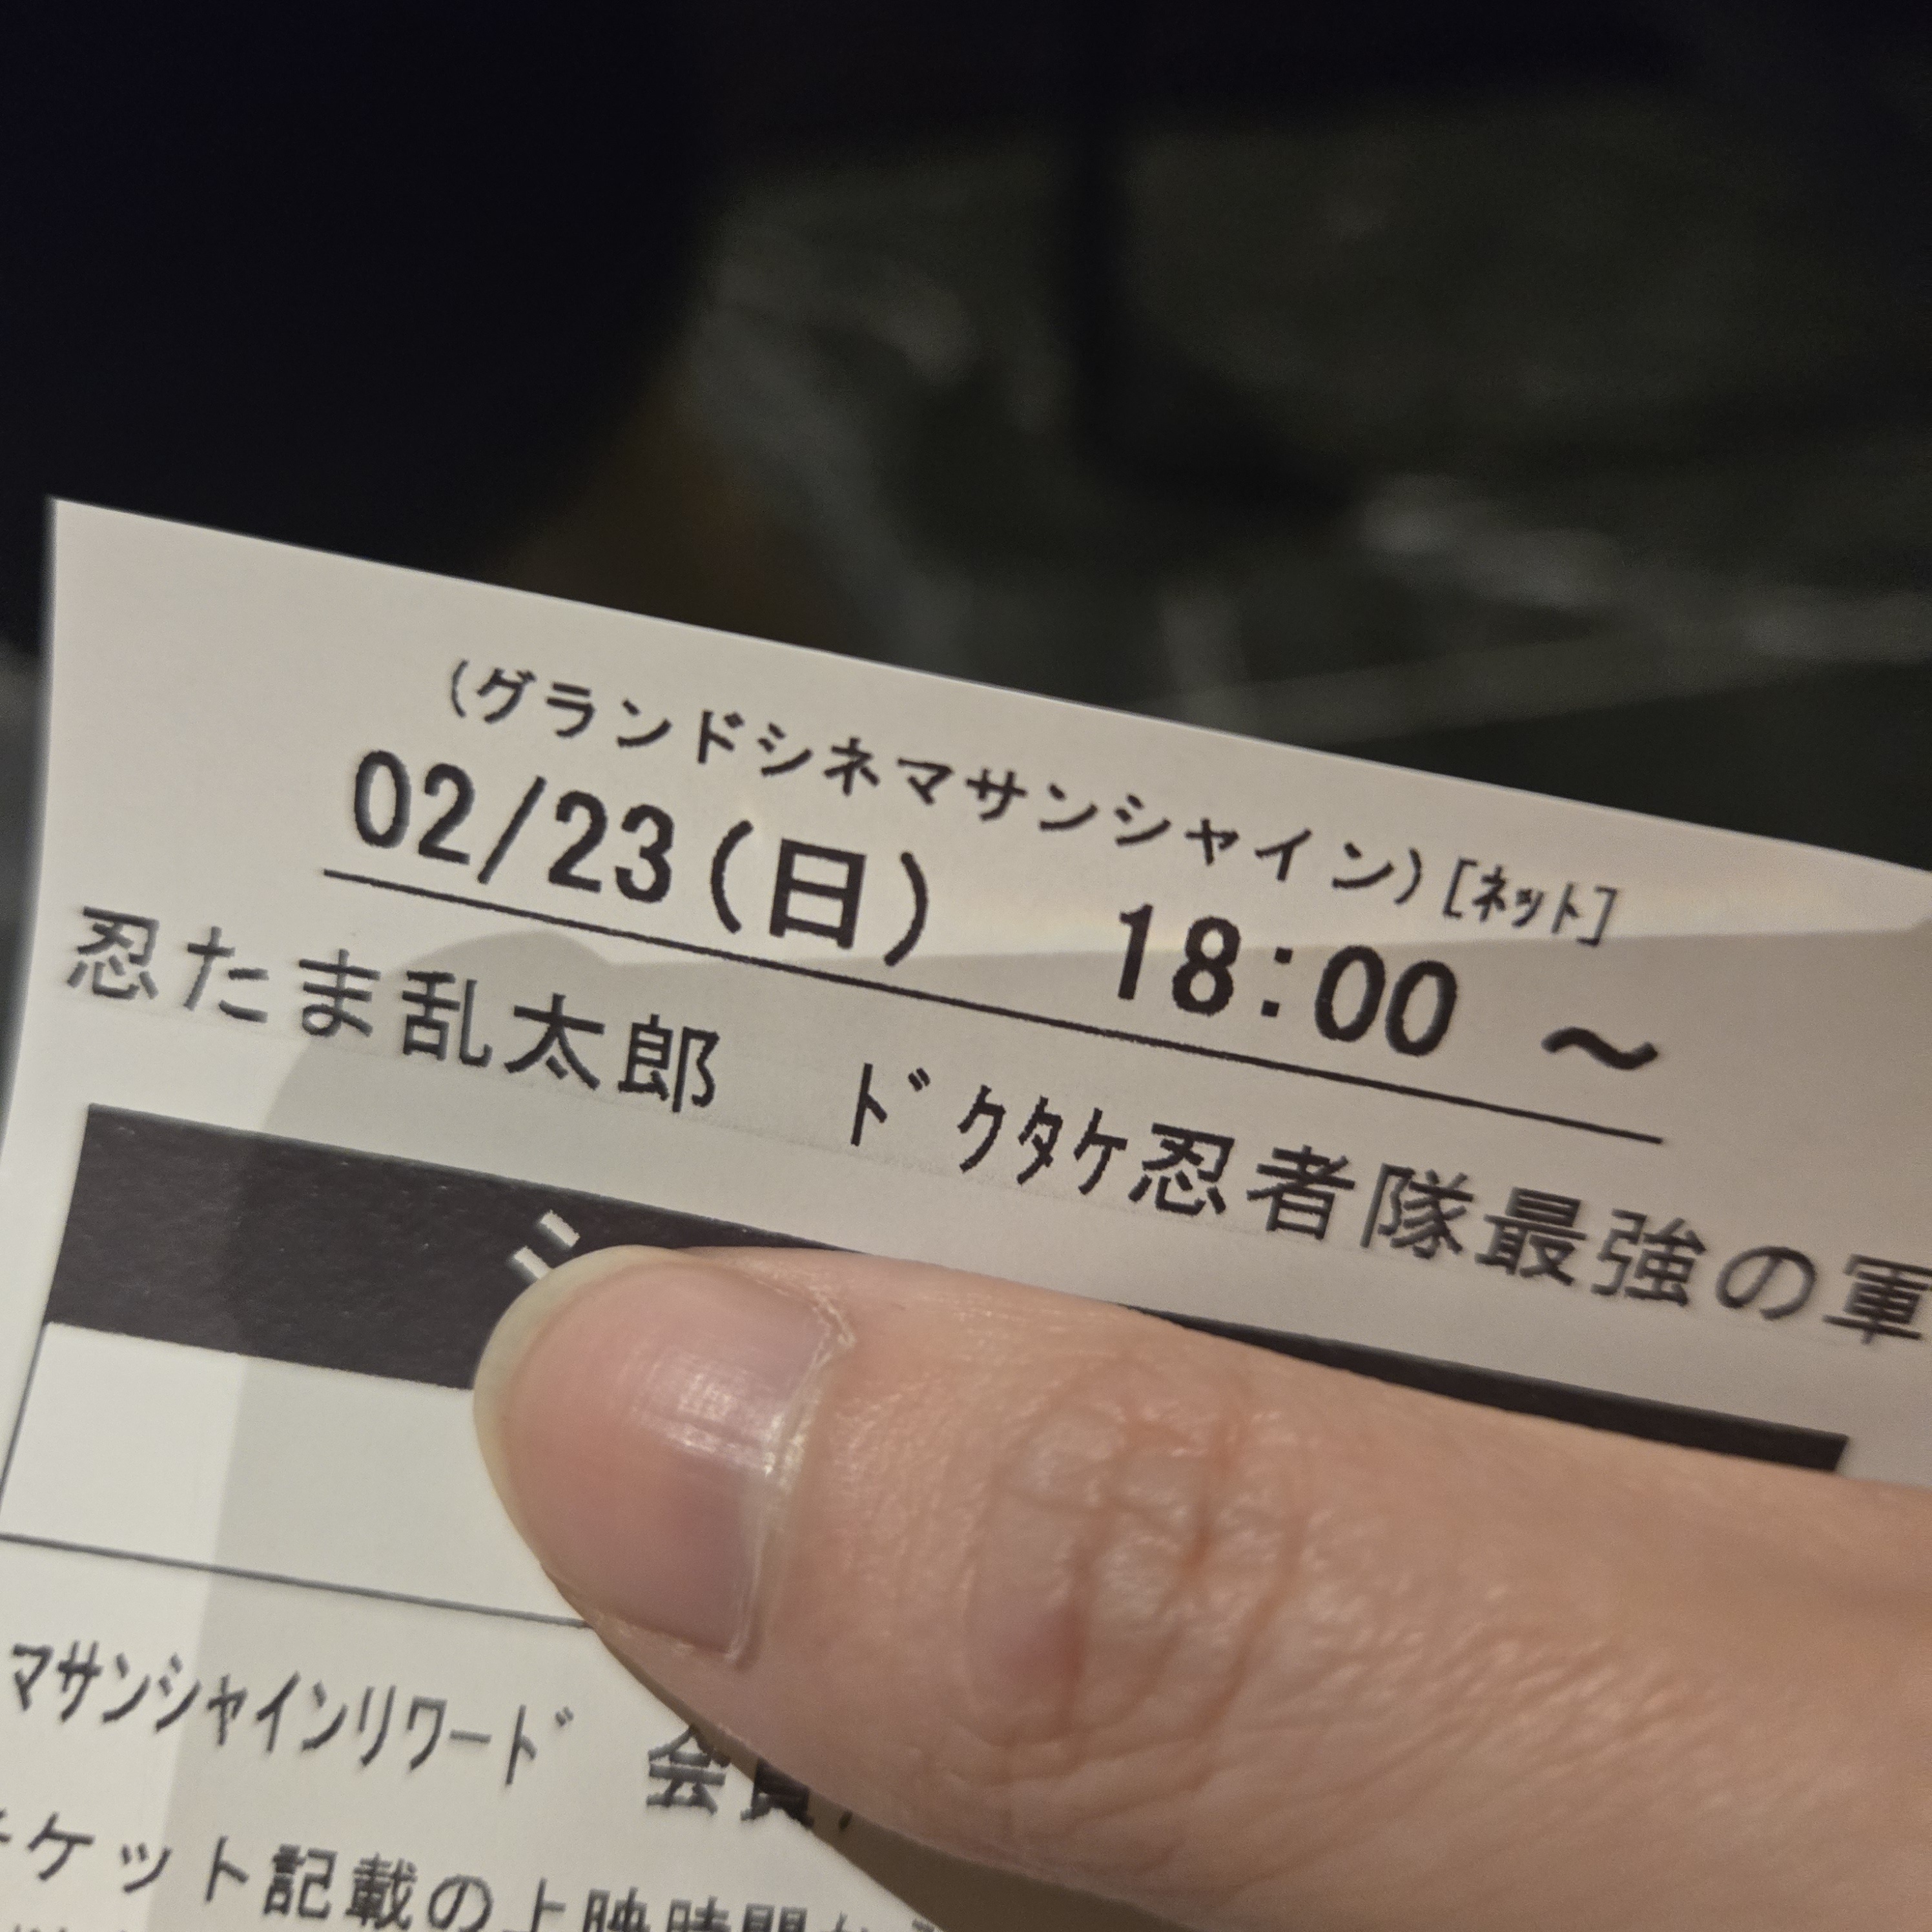 (グランドシネマサンシャイン)[ﾈｯﾄ]
02/23(日) 18:00 ～
忍たま乱太郎 ﾄﾞｸﾀｹ忍者隊最強の軍
マサンシャインリワード 会員
ケット記載の上映時間